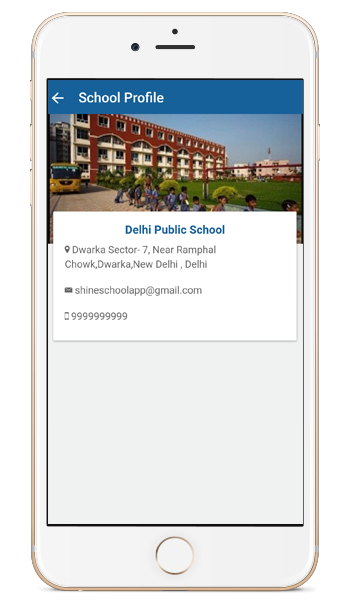 School Profile
Delhi Public School
Dwarka Sector- 7, Near Ramphal
Chowk,Dwarka,New Delhi , Delhi
shineschoolapp@gmail.com
9999999999